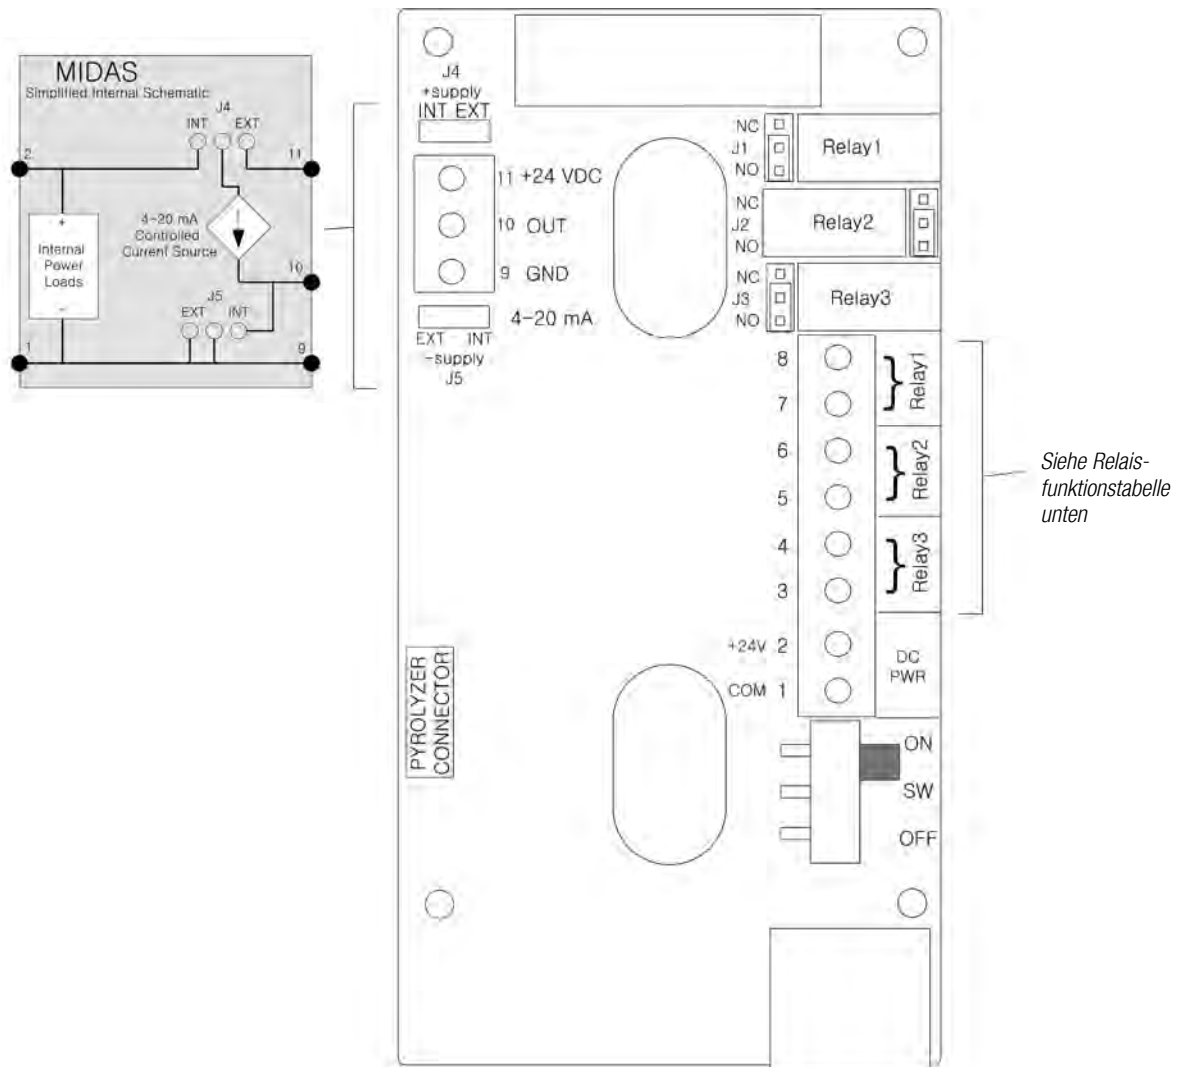 MIDAS
Simplified Internal Schematic
J4
INT EXT
2
11
+
Internal
Power
Loads
-
4-20 mA
Controlled
Current Source
10
J5
EXT INT
1
9
J4
+supply
INT EXT
11 +24 VDC
10 OUT
9 GND
4-20 mA
EXT INT
-supply
J5
NC
J1
NO
Relay1
NC
J2
NO
Relay2
NC
J3
NO
Relay3
8
7
} Relay1
6
5
} Relay2
4
3
} Relay3
+24V 2
COM 1
DC
PWR
ON
SW
OFF
PYROLYZER
CONNECTOR
Siehe Relais-
funktionstabelle
unten